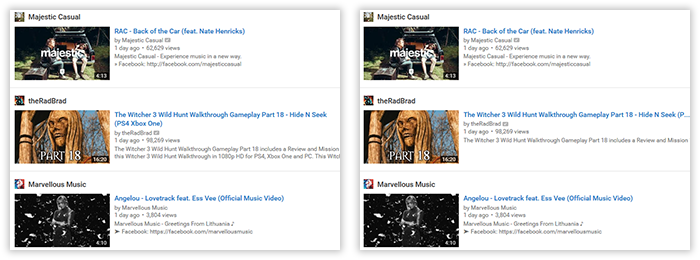 Majestic Casual
majestic
4:13
RAC - Back of the Car (feat. Nate Henricks)
by Majestic Casual
1 day ago • 62,629 views
Majestic Casual - Experience music in a new way.
» Facebook: http://facebook.com/majesticcasual
theRadBrad
PART 18
16:20
The Witcher 3 Wild Hunt Walkthrough Gameplay Part 18 - Hide N Seek
(PS4 Xbox One)
by theRadBrad
1 day ago • 98,269 views
The Witcher 3 Wild Hunt Walkthrough Gameplay Part 18 includes a Review and Mission
this Witcher 3 Wild Hunt Walkthrough in 1080p HD for PS4, Xbox One and PC. This Witch
Marvellous Music
4:10
Angelou - Lovetrack feat. Ess Vee (Official Music Video)
by Marvellous Music
1 day ago • 3,804 views
Marvellous Music - Greetings From Lithuania ♪
➤ Facebook: https://facebook.com/marvellousmusic
Majestic Casual
majestic
4:13
RAC - Back of the Car (feat. Nate Henricks)
by Majestic Casual
1 day ago • 62,629 views
Majestic Casual - Experience music in a new way.
» Facebook: http://facebook.com/majesticcasual
theRadBrad
PART 18
16:20
The Witcher 3 Wild Hunt Walkthrough Gameplay Part 18 - Hide N Seek (P...
by theRadBrad
1 day ago • 98,269 views
The Witcher 3 Wild Hunt Walkthrough Gameplay Part 18 includes a Review and Mission
Marvellous Music
4:10
Angelou - Lovetrack feat. Ess Vee (Official Music Video)
by Marvellous Music
1 day ago • 3,804 views
Marvellous Music - Greetings From Lithuania ♪
➤ Facebook: https://facebook.com/marvellousmusic